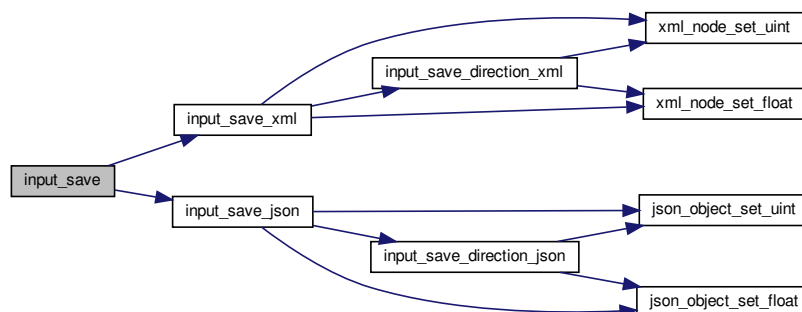 xml_node_set_uint
input_save_direction_xml
xml_node_set_float
input_save_xml
input_save
json_object_set_uint
input_save_json
input_save_direction_json
json_object_set_float